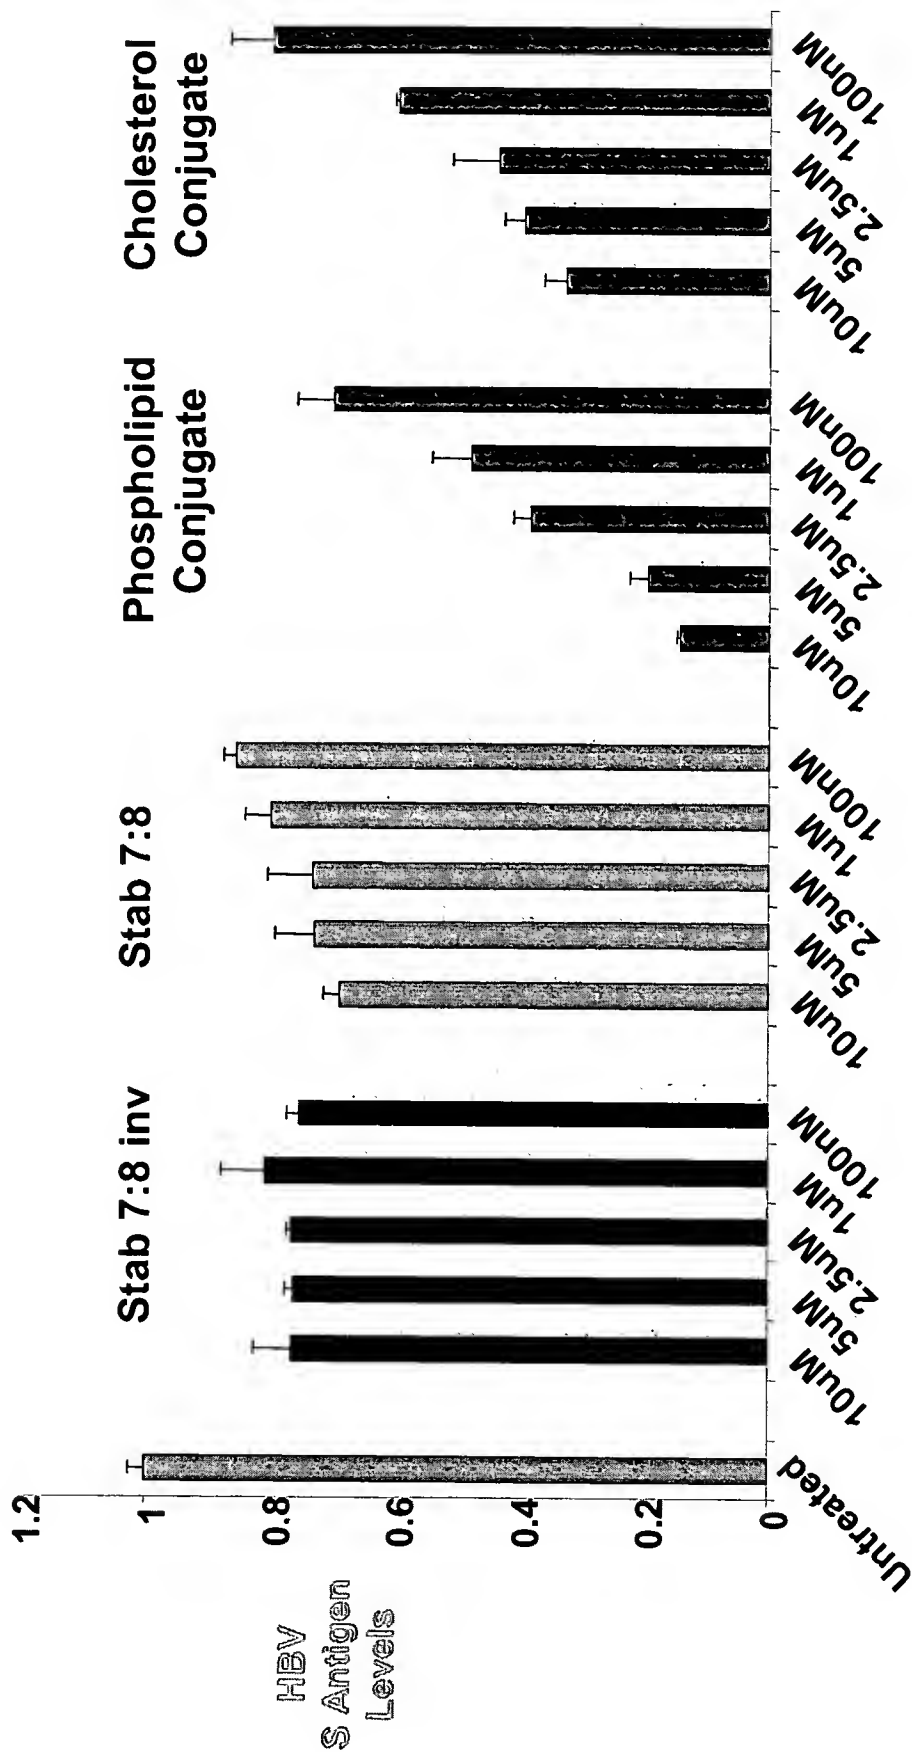 Stab 7:8 inv
Stab 7:8
Phospholipid
Conjugate
Cholesterol
Conjugate
HBV
S Antigen
Levels
1.2
1
0.8
0.6
0.4
0.2
0
Untreated
10uM
5uM
2.5uM
1uM
100nM
10uM
5uM
2.5uM
1uM
100nM
10uM
5uM
2.5uM
1uM
100nM
10uM
5uM
2.5uM
1uM
100nM